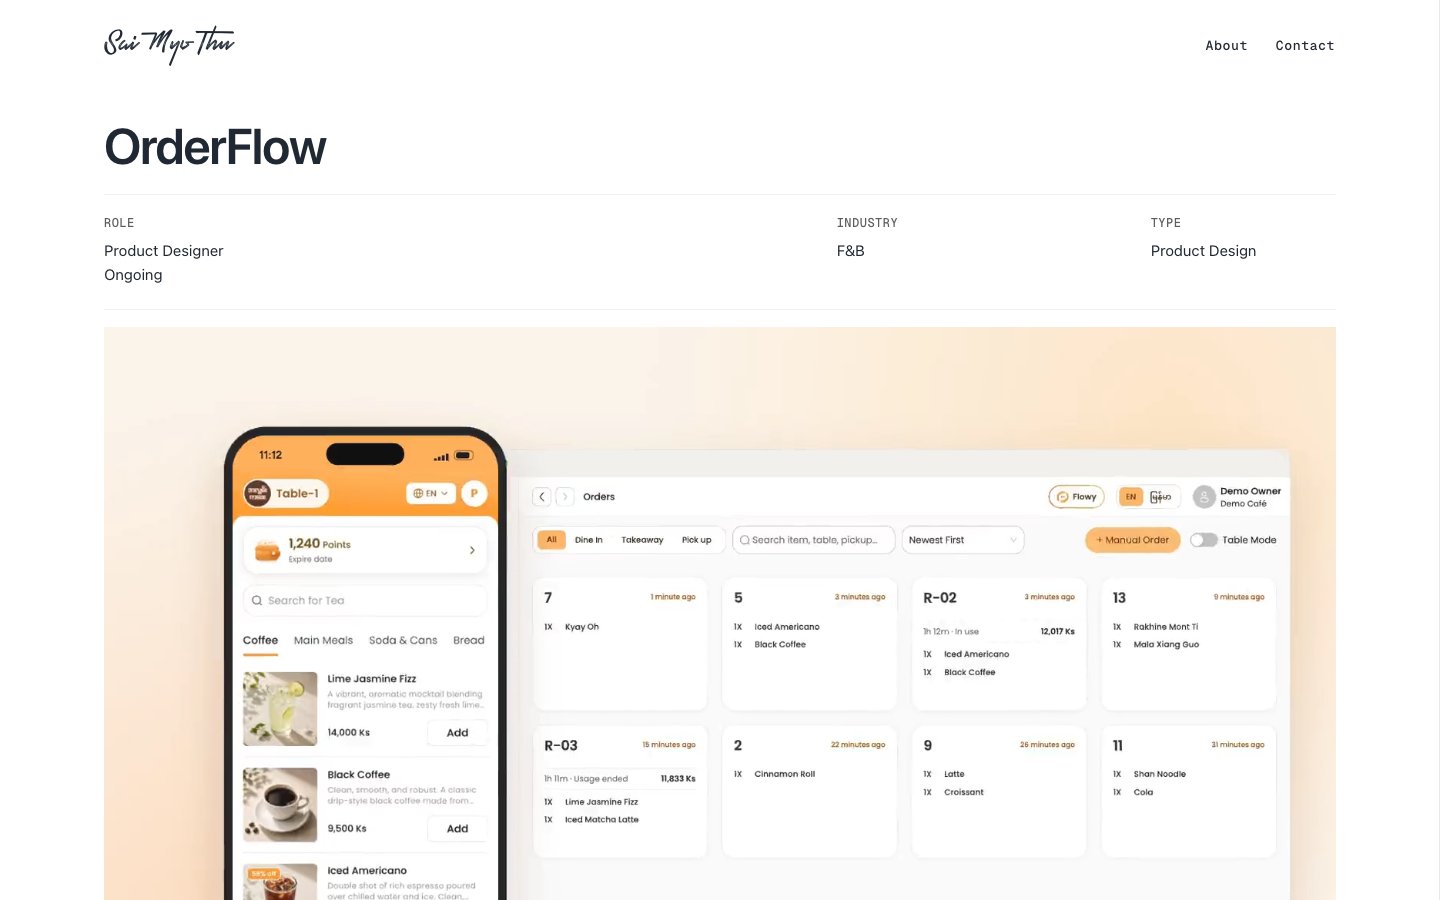 Sai Myo Thu
About
Contact
OrderFlow
ROLE
Product Designer
Ongoing
INDUSTRY
F&B
TYPE
Product Design
11:12
Table-1
EN
P
1,240 Points
Expire date
Search for Tea
Coffee
Main Meals
Soda & Cans
Bread
Lime Jasmine Fizz
A vibrant, aromatic mocktail blending
fragrant jasmine tea, zesty fresh lime...
14,000 Ks
Add
Black Coffee
Clean, smooth, and robust. A classic
drip-style black coffee made from...
9,500 Ks
Add
Iced Americano
Double shot of rich espresso poured
over chilled water and ice. Clean,
Orders
Flowy
EN
Demo Owner
Demo Café
All
Dine In
Takeaway
Pick up
Search item, table, pickup...
Newest First
+ Manual Order
Table Mode
7
1 minute ago
1X Kyay Oh
5
3 minutes ago
1X Iced Americano
1X Black Coffee
R-02
3 minutes ago
1h 12m · In use
12,017 Ks
1X Iced Americano
1X Black Coffee
13
9 minutes ago
1X Rakhine Mont Ti
1X Mala Xiang Guo
R-03
15 minutes ago
1h 11m · Usage ended
11,833 Ks
1X Lime Jasmine Fizz
1X Iced Matcha Latte
2
22 minutes ago
1X Cinnamon Roll
9
26 minutes ago
1X Latte
1X Croissant
11
31 minutes ago
1X Shan Noodle
1X Cola